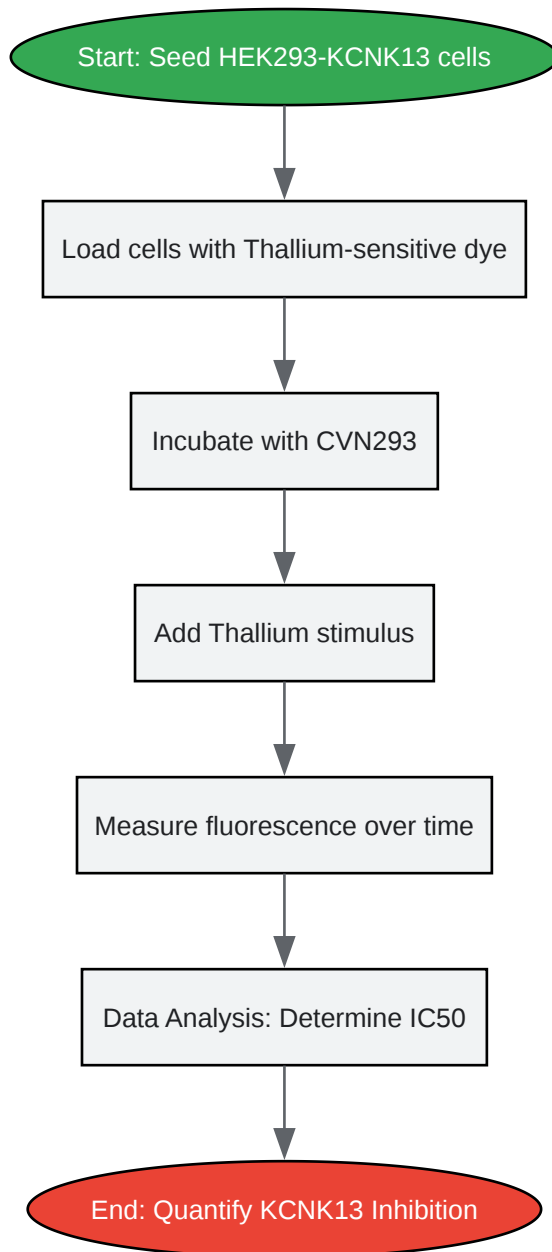 Start: Seed HEK293-KCNK13 cells
Load cells with Thallium-sensitive dye
Incubate with CVN293
Add Thallium stimulus
Measure fluorescence over time
Data Analysis: Determine IC50
End: Quantify KCNK13 Inhibition